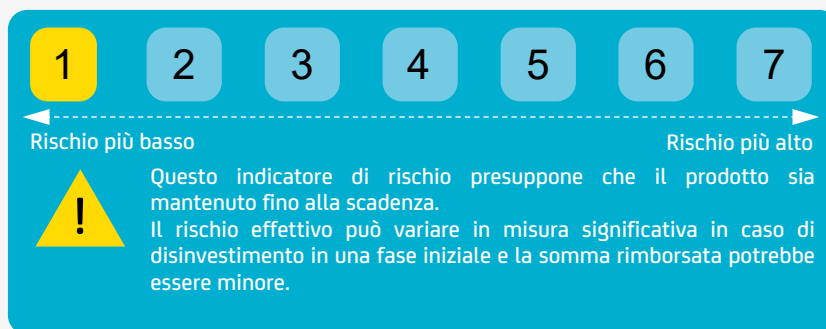 1 2 3 4 5 6 7
Rischio più basso Rischio più alto
! Questo indicatore di rischio presuppone che il prodotto sia
mantenuto fino alla scadenza.
Il rischio effettivo può variare in misura significativa in caso di
disinvestimento in una fase iniziale e la somma rimborsata potrebbe
essere minore.